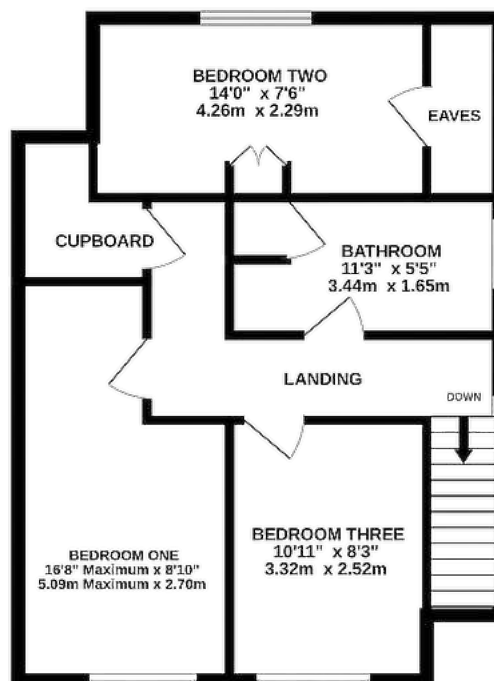 BEDROOM TWO
14'0" x 7'6"
4.26m x 2.29m
EAVES
CUPBOARD
BATHROOM
11'3" x 5'5"
3.44m x 1.65m
LANDING
DOWN
BEDROOM ONE
16'8" Maximum x 8'10"
5.09m Maximum x 2.70m
BEDROOM THREE
10'11" x 8'3"
3.32m x 2.52m